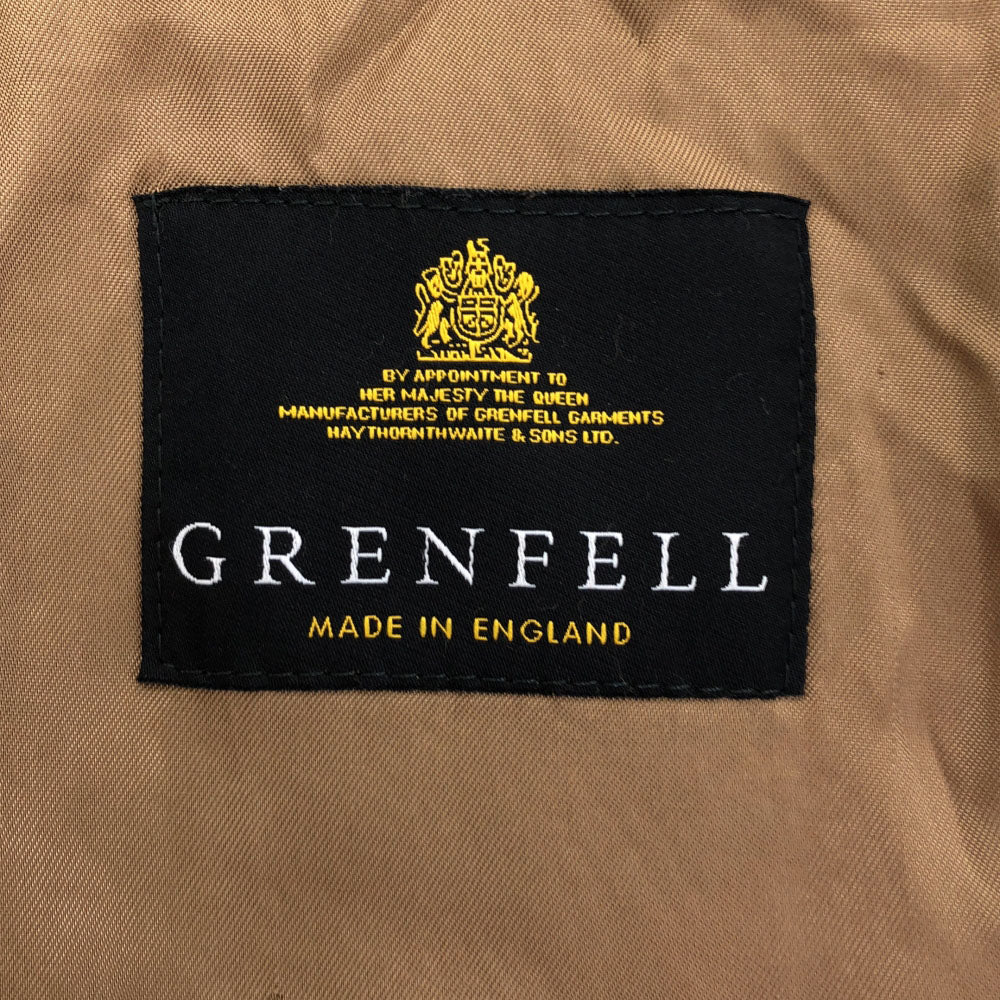 BY APPOINTMENT TO
HER MAJESTY THE QUEEN
MANUFACTURERS OF GRENFELL GARMENTS
HAYTHORNTHWAITE & SONS LTD.
GRENFELL
MADE IN ENGLAND